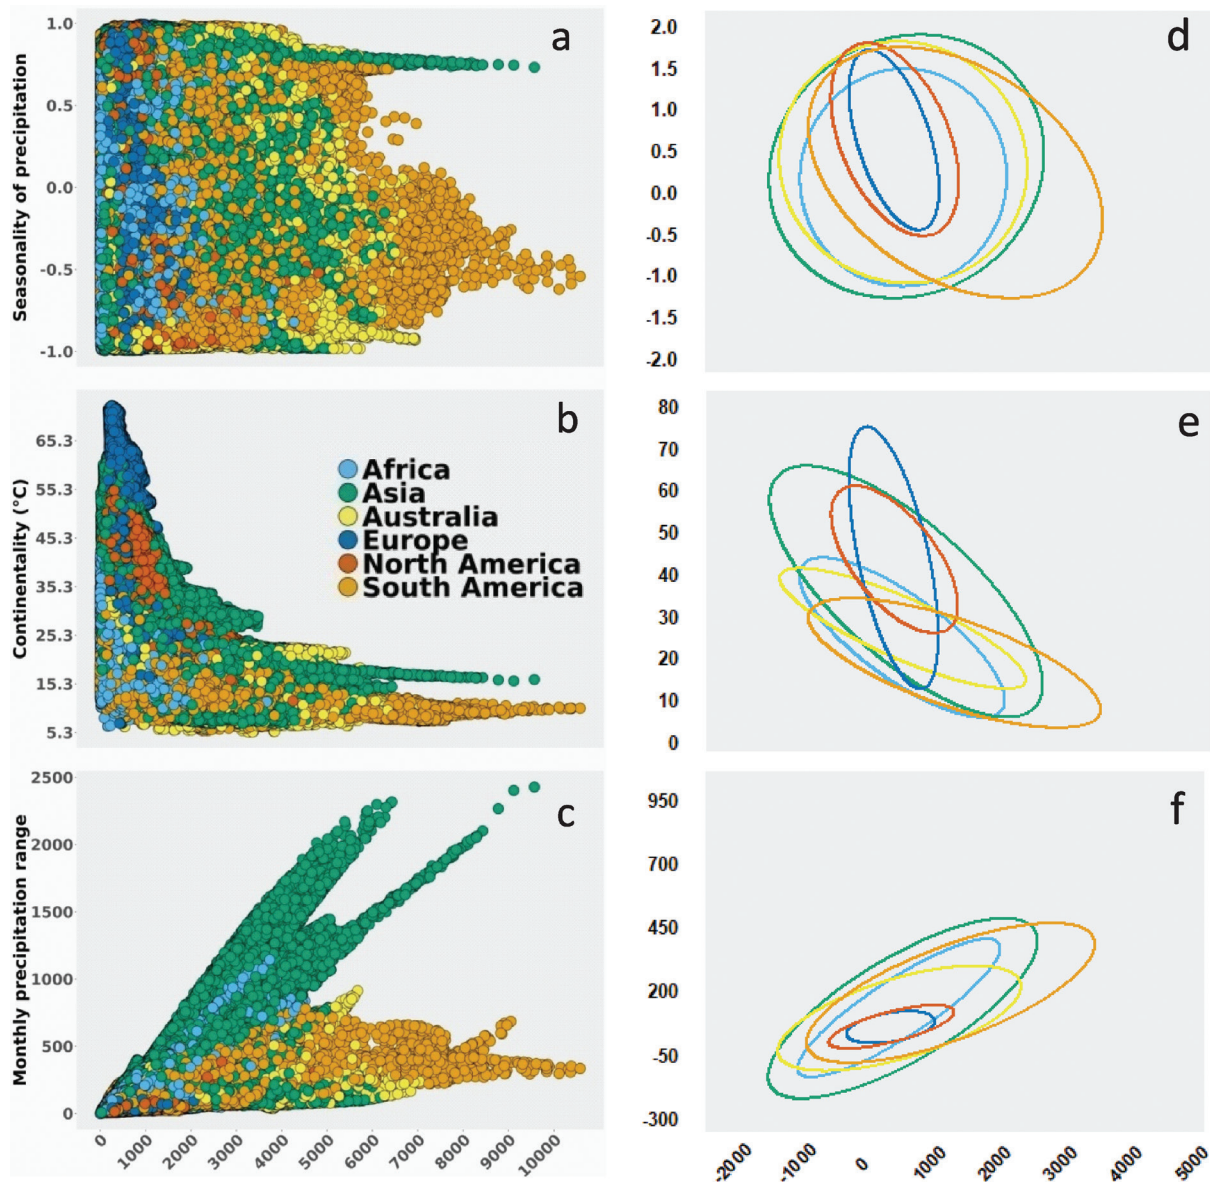 a
Seasonality of precipitation
1.0
0.5
0.0
-0.5
-1.0
d
2.0
1.5
1.0
0.5
0.0
-0.5
-1.0
-1.5
-2.0
b
Continentality (°C)
65.3
55.3
45.3
35.3
25.3
15.3
5.3
Africa
Asia
Australia
Europe
North America
South America
e
80
70
60
50
40
30
20
10
0
c
Monthly precipitation range
2500
2000
1500
1000
500
0
0 1000 2000 3000 4000 5000 6000 7000 8000 9000 10000
f
950
700
450
200
-50
-300
-2000 -1000 0 1000 2000 3000 4000 5000